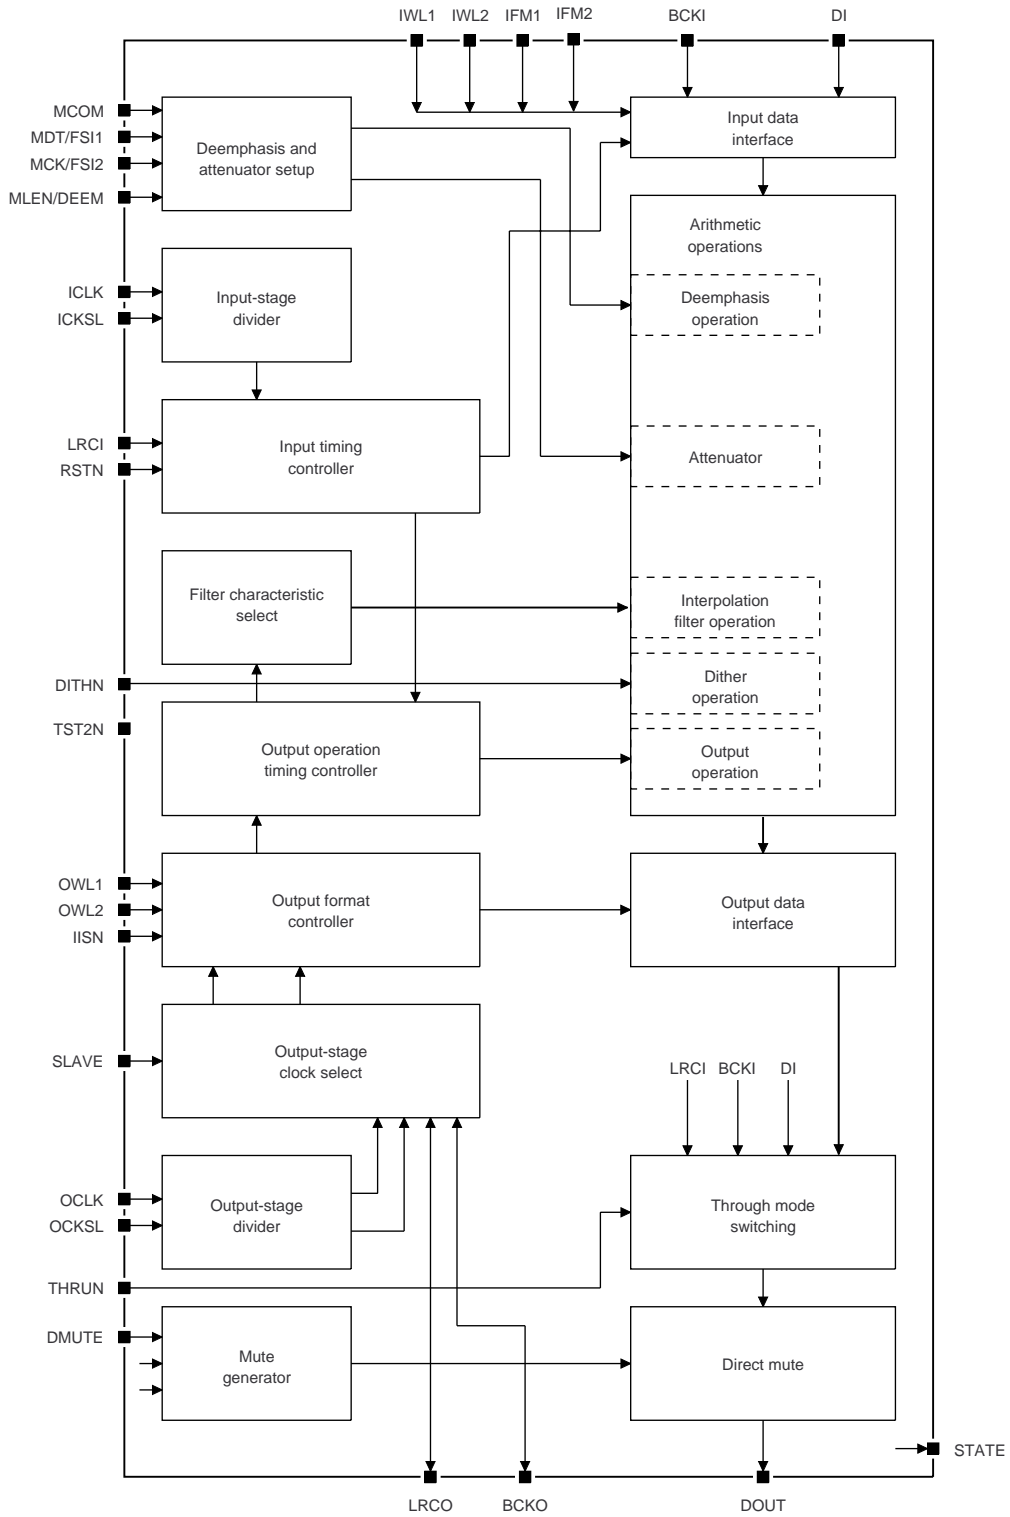 IWL1 IWL2 IFM1 IFM2 BCKI DI
MCOM
MDT/FSI1
MCK/FSI2
MLEN/DEEM
Deemphasis and
attenuator setup
Input data
interface
Arithmetic
operations
ICLK
ICKSL
Input-stage
divider
Deemphasis
operation
LRCI
RSTN
Input timing
controller
Attenuator
Filter characteristic
select
Interpolation
filter operation
DITHN
Dither
operation
TST2N
Output operation
timing controller
Output
operation
OWL1
OWL2
IISN
Output format
controller
Output data
interface
SLAVE
Output-stage
clock select
LRCI BCKI DI
OCLK
OCKSL
Output-stage
divider
Through mode
switching
THRUN
DMUTE
Mute
generator
Direct mute
STATE
LRCO BCKO DOUT